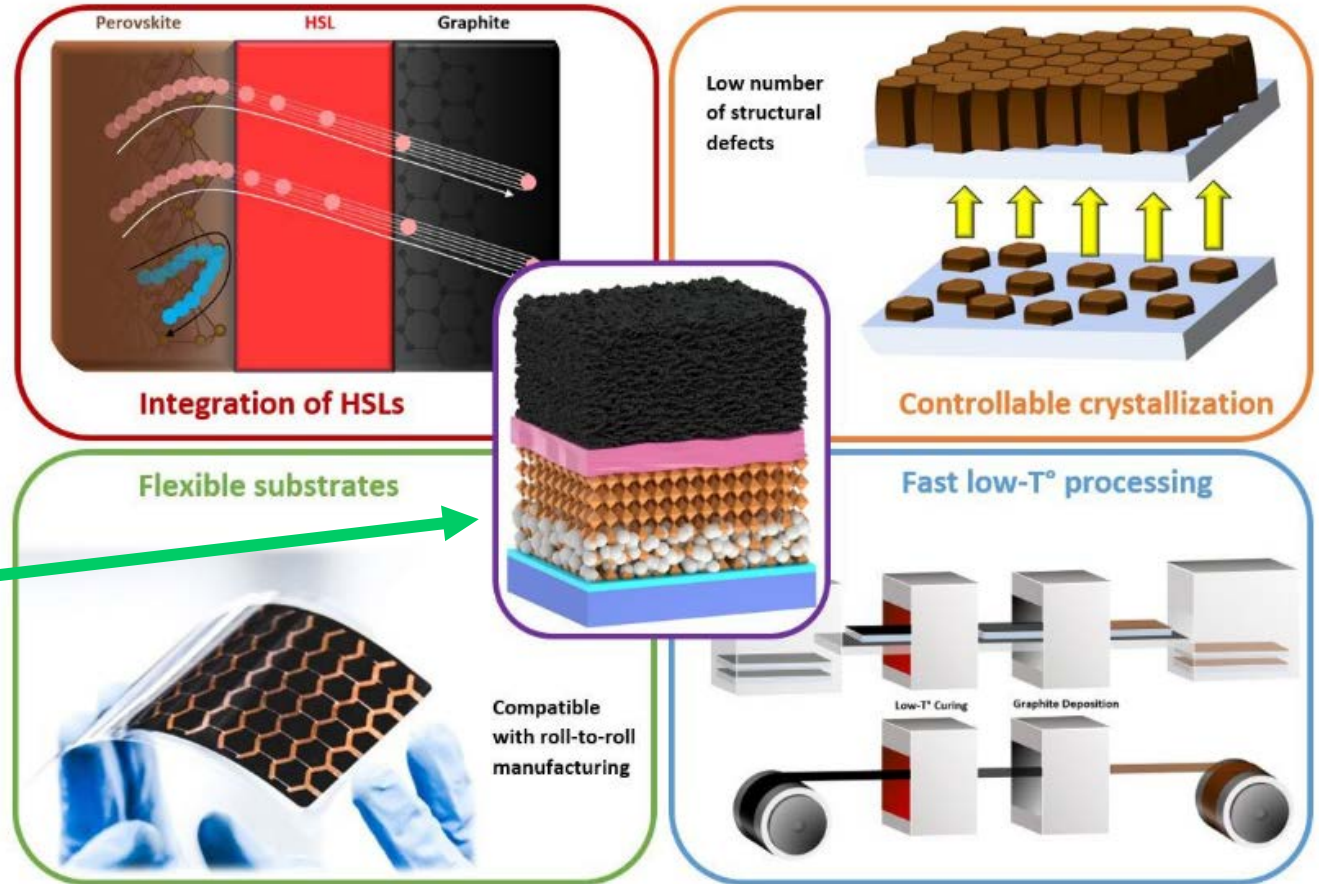 Perovskite
HSL
Graphite
Integration of HSLs
Low number
of structural
defects
Controllable crystallization
Flexible substrates
Compatible
with roll-to-roll
manufacturing
Fast low-T° processing
Low-T° Curing
Graphite Deposition